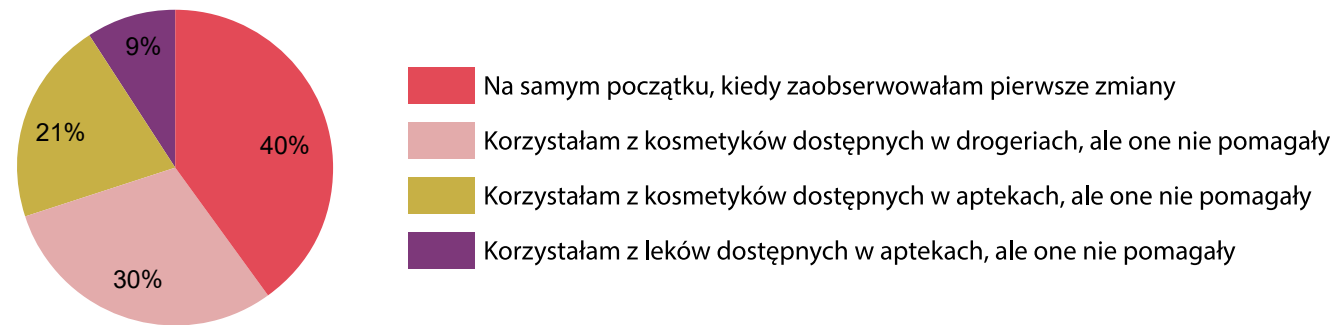 9%
21%
40%
30%
Na samym początku, kiedy zaobserwowałam pierwsze zmiany
Korzystałam z kosmetyków dostępnych w drogeriach, ale one nie pomagały
Korzystałam z kosmetyków dostępnych w aptekach, ale one nie pomagały
Korzystałam z leków dostępnych w aptekach, ale one nie pomagały